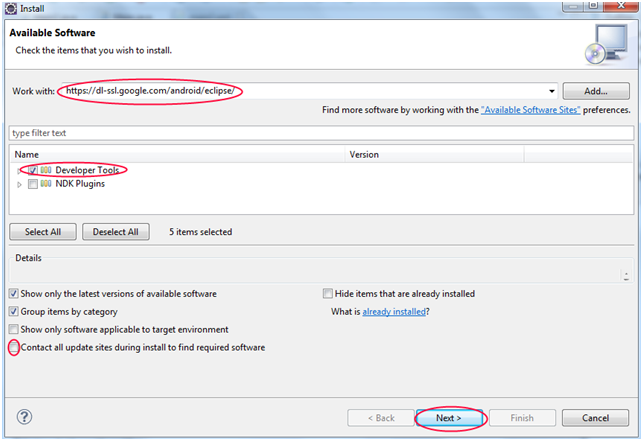 Install
Available Software
Check the items that you wish to install.
Work with: https://dl-ssl.google.com/android/eclipse/ Add...
Find more software by working with the "Available Software Sites" preferences.
type filter text
Name Version
Developer Tools
NDK Plugins
Select All Deselect All 5 items selected
Details
Show only the latest versions of available software Hide items that are already installed
Group items by category What is already installed?
Show only software applicable to target environment
Contact all update sites during install to find required software
? < Back Next > Finish Cancel